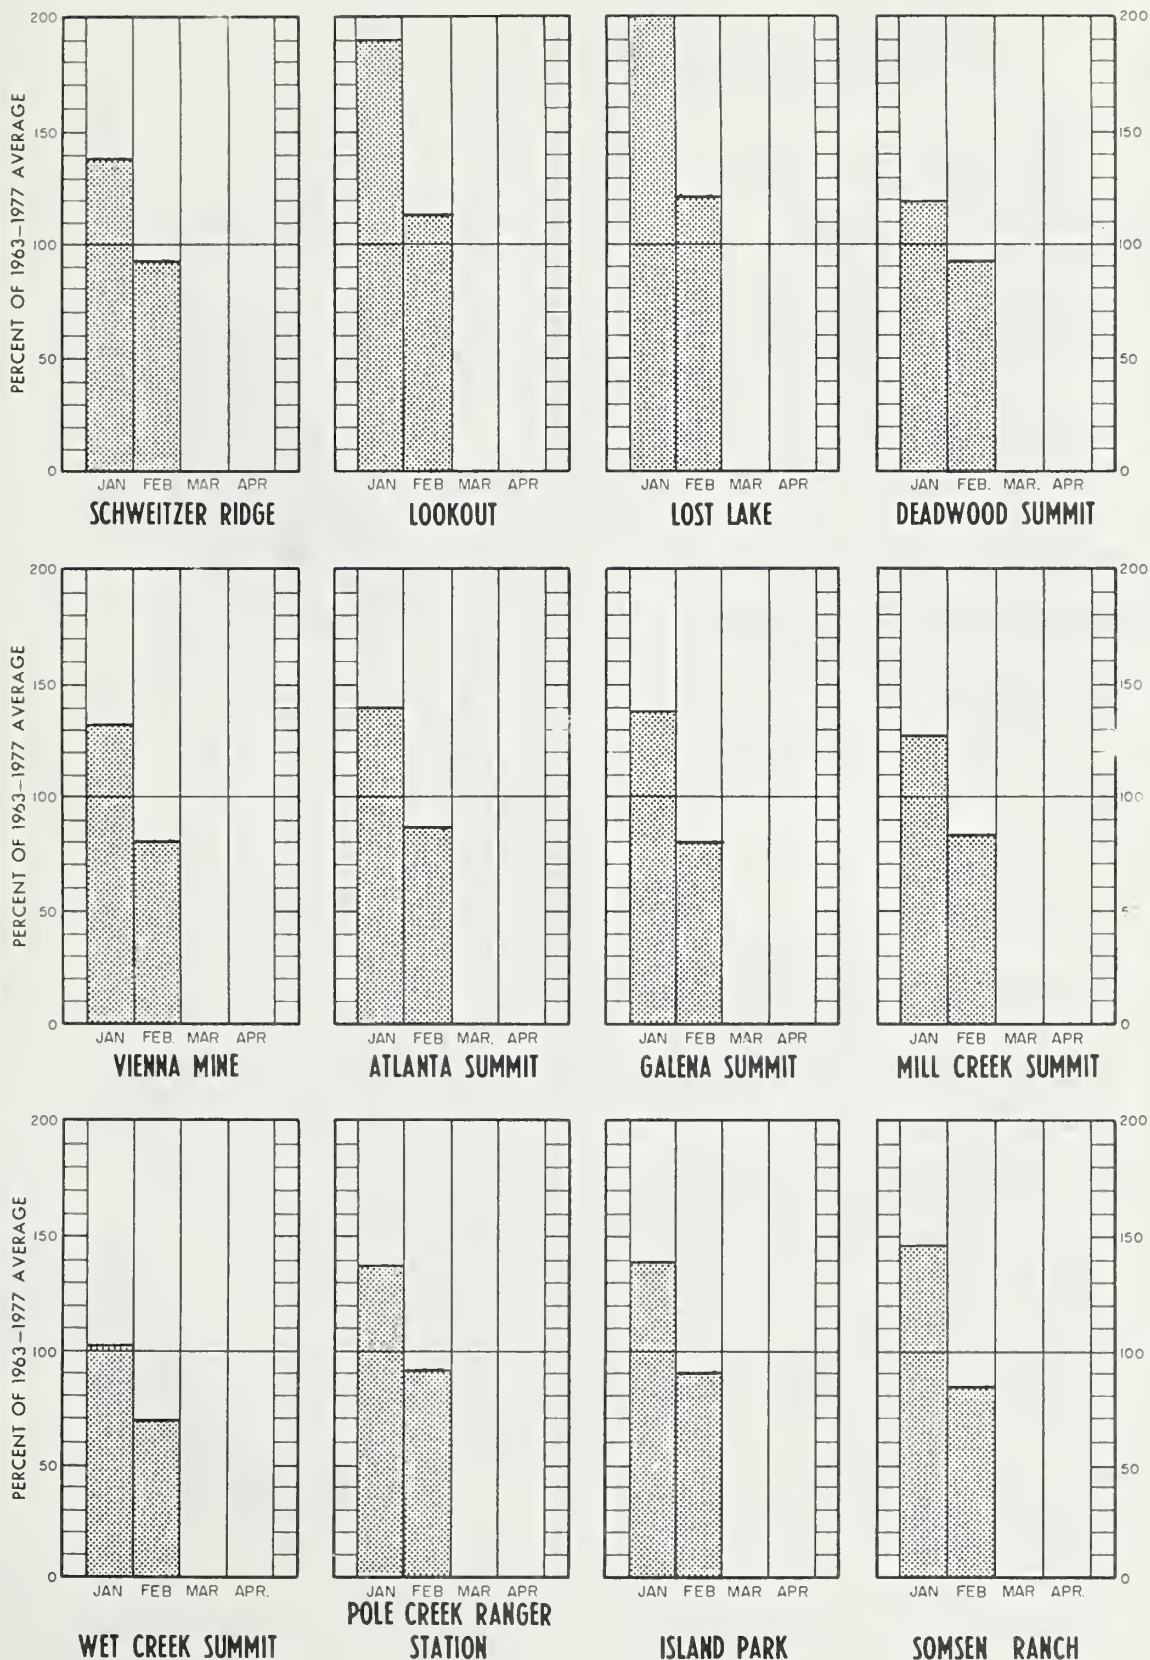 200
200
150
150
PERCENT OF 1963–1977 AVERAGE
100
100
50
50
0
0
JAN FEB MAR APR
JAN FEB MAR APR
JAN FEB MAR APR
JAN FEB. MAR. APR
SCHWEITZER RIDGE
LOOKOUT
LOST LAKE
DEADWOOD SUMMIT
200
200
150
150
PERCENT OF 1963–1977 AVERAGE
100
100
50
0
0
JAN FEB. MAR APR
JAN FEB MAR. APR
JAN FEB MAR APR
JAN FEB MAR APR
VIENNA MINE
ATLANTA SUMMIT
GALENA SUMMIT
MILL CREEK SUMMIT
200
200
150
150
PERCENT OF 1963–1977 AVERAGE
100
100
50
50
0
0
JAN FEB MAR APR.
JAN FEB MAR APR
JAN FEB MAR APR
JAN FEB MAR APR.
WET CREEK SUMMIT
POLE CREEK RANGER
STATION
ISLAND PARK
SOMSEN RANCH